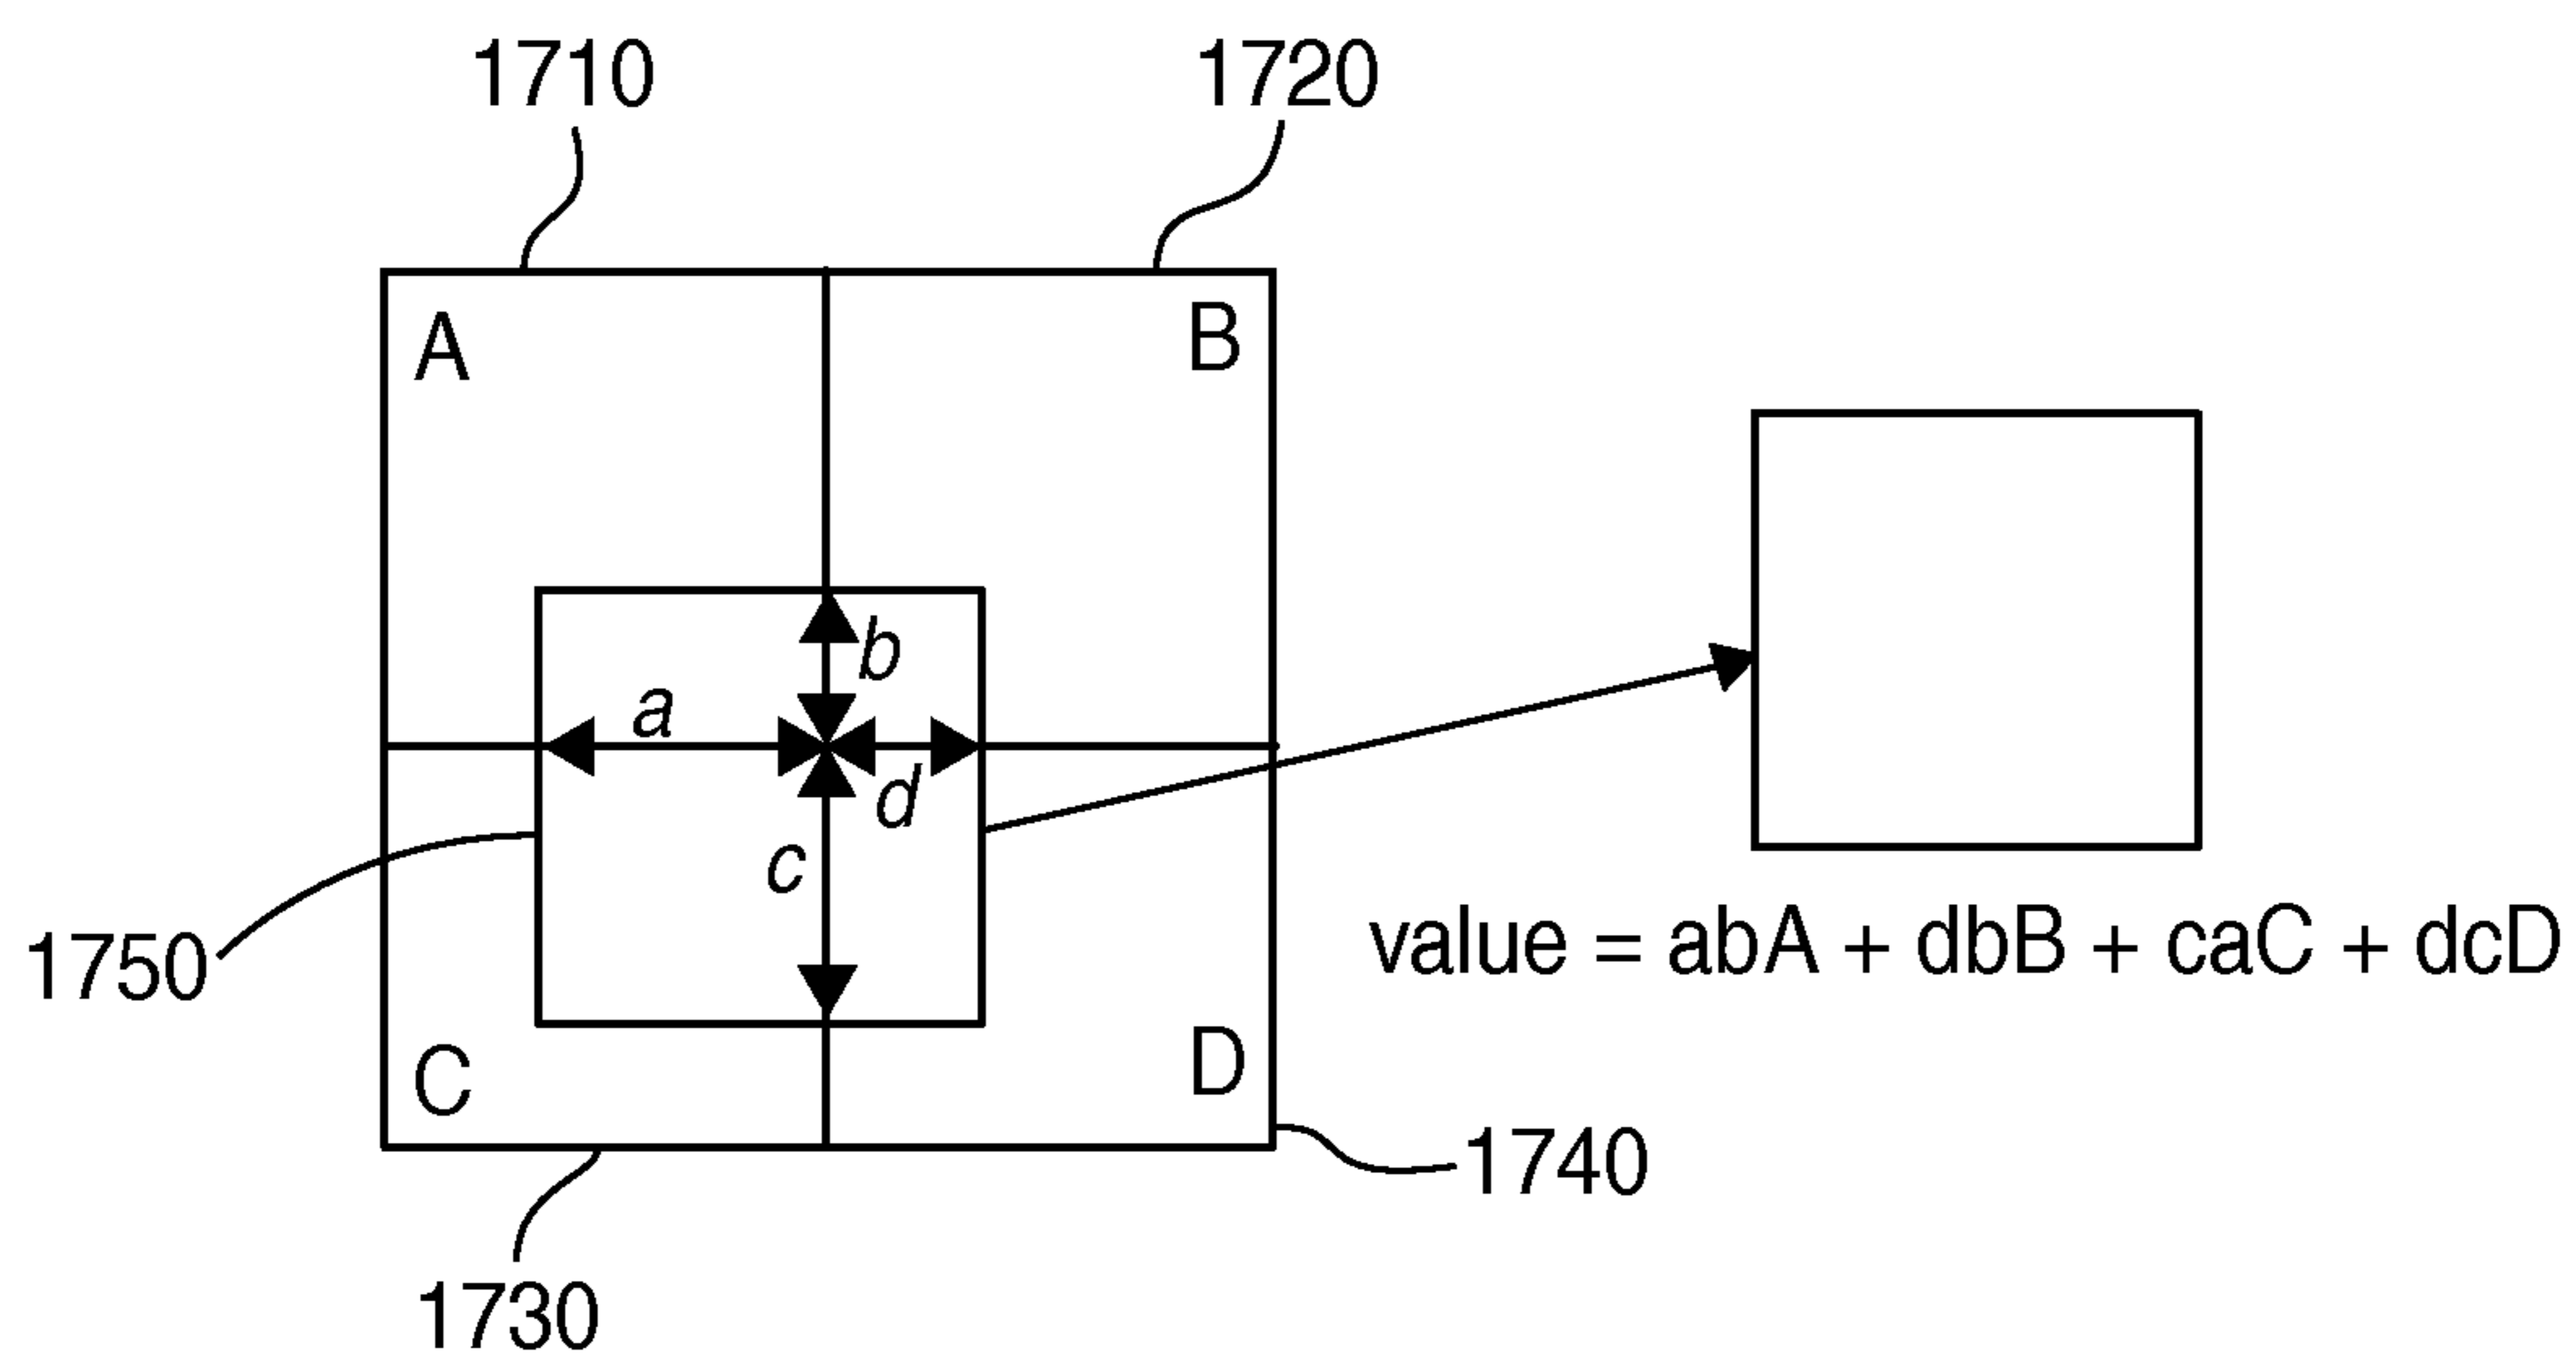 1710
1720
A
B
b
a
d
c
1750
value = abA + dbB + caC + dcD
C
D
1740
1730